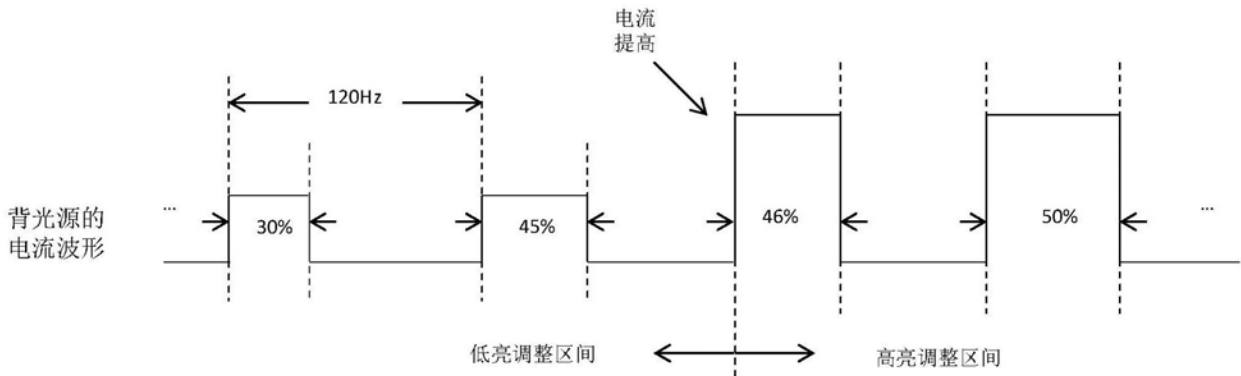 电流
提高
120Hz
背光源的
电流波形
...
30%
45%
46%
50%
...
低亮调整区间
高亮调整区间